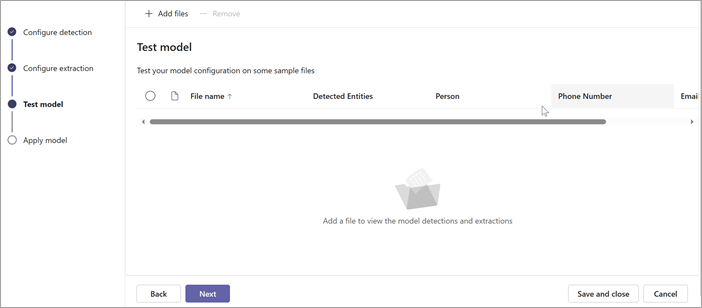 Add files
Remove
Configure detection
Configure extraction
Test model
Apply model
Test model
Test your model configuration on some sample files
File name ↑ Detected Entities Person Phone Number Emai
Add a file to view the model detections and extractions
Back Next Save and close Cancel